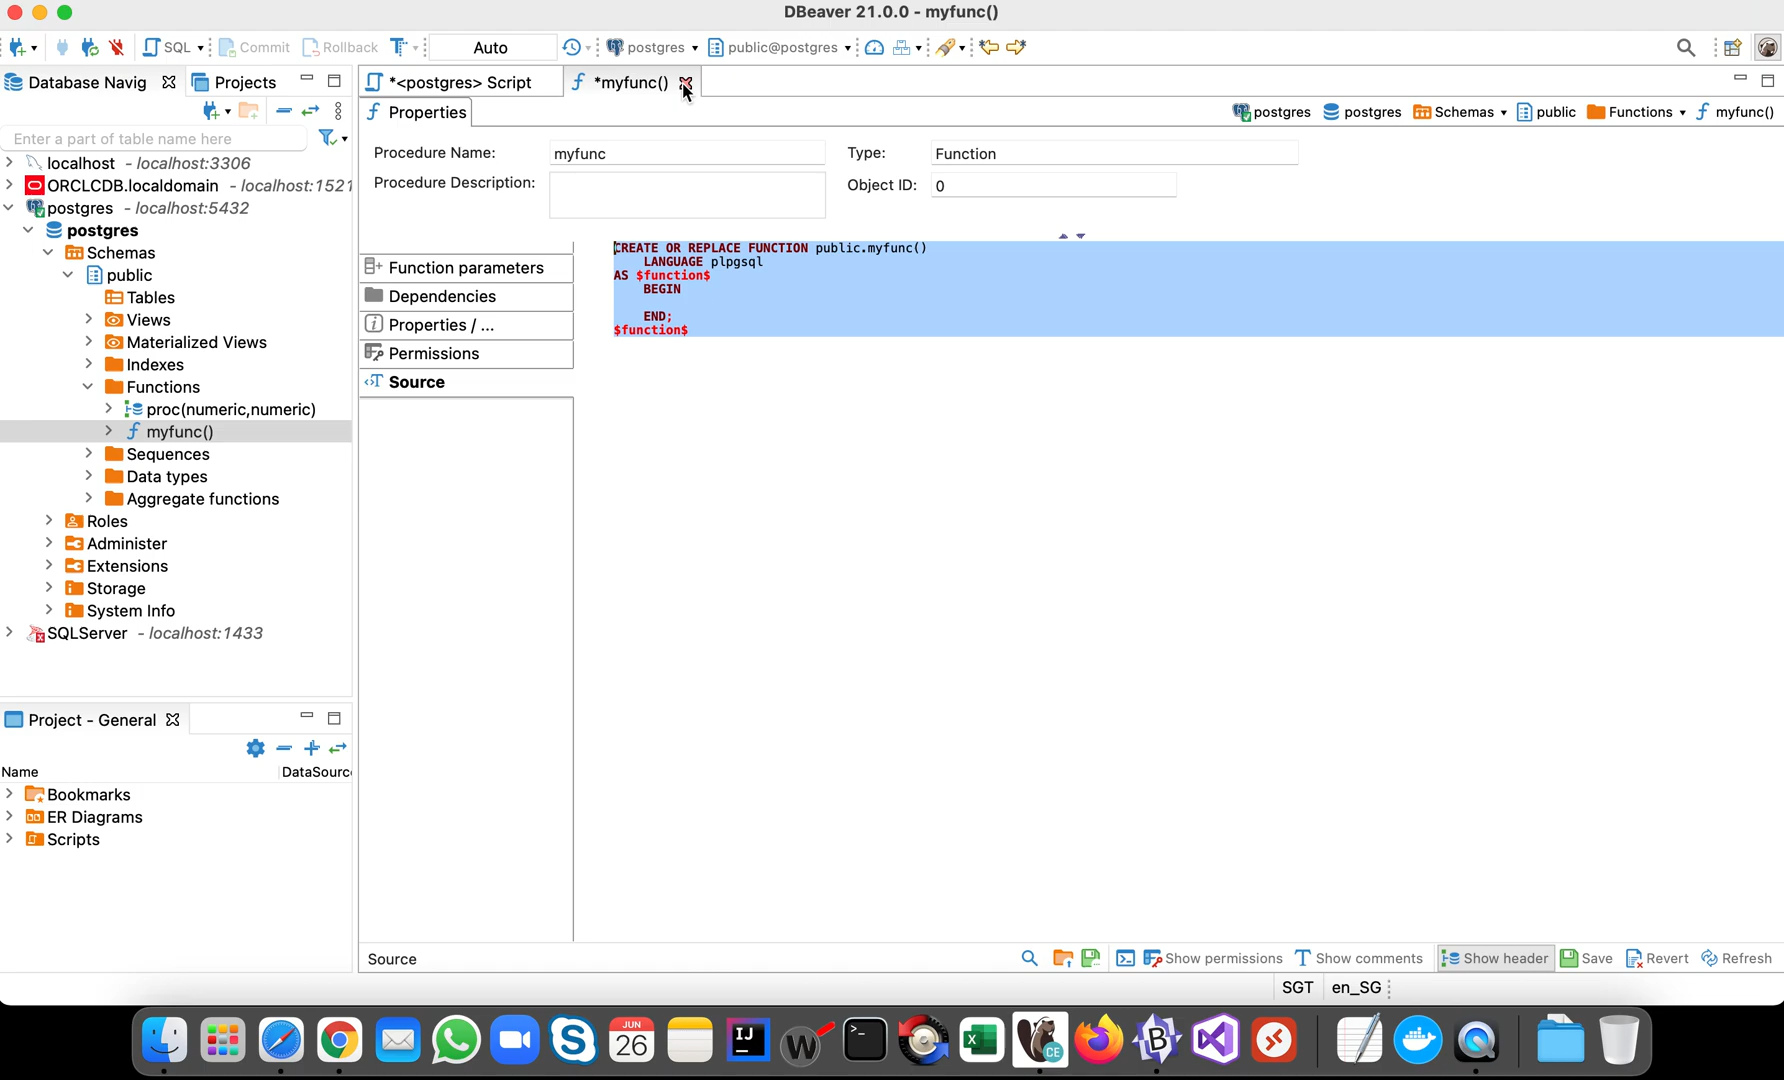 DBeaver 21.0.0 - myfunc()
SQL Commit Rollback Auto postgres public@postgres
Database Navig Projects
*<postgres> Script *myfunc()
Enter a part of table name here
Properties
postgres postgres Schemas public Functions myfunc()
Procedure Name: myfunc Type: Function
Procedure Description: Object ID: 0
localhost - localhost:3306
ORCLCDB.localdomain - localhost:1521
postgres - localhost:5432
postgres
Schemas
public
Tables
Views
Materialized Views
Indexes
Functions
proc(numeric,numeric)
myfunc()
Sequences
Data types
Aggregate functions
Roles
Administer
Extensions
Storage
System Info
SQLServer - localhost:1433
Function parameters
Dependencies
Properties / ...
Permissions
Source
CREATE OR REPLACE FUNCTION public.myfunc()
LANGUAGE plpgsql
AS $function$
BEGIN
END;
$function$
Project - General
Name DataSourc
Bookmarks
ER Diagrams
Scripts
Source Show permissions Show comments Show header Save Revert Refresh
SGT en_SG
JUN
26
IJ
W
CE
B